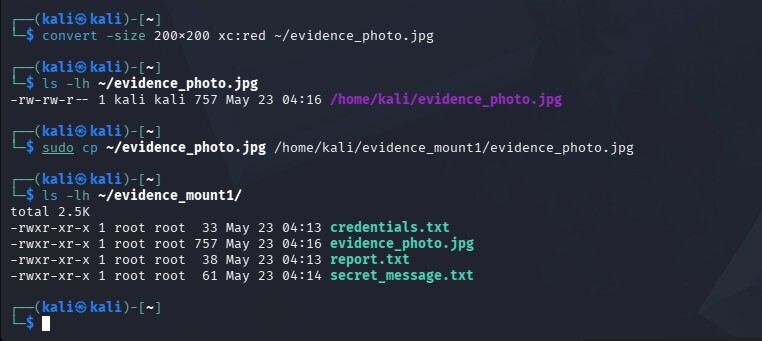 ┌──(kali㉿kali)-[~]
└─$ convert -size 200×200 xc:red ~/evidence_photo.jpg
┌──(kali㉿kali)-[~]
└─$ ls -lh ~/evidence_photo.jpg
-rw-rw-r-- 1 kali kali 757 May 23 04:16 /home/kali/evidence_photo.jpg
┌──(kali㉿kali)-[~]
└─$ sudo cp ~/evidence_photo.jpg /home/kali/evidence_mount1/evidence_photo.jpg
┌──(kali㉿kali)-[~]
└─$ ls -lh ~/evidence_mount1/
total 2.5K
-rwxr-xr-x 1 root root  33 May 23 04:13 credentials.txt
-rwxr-xr-x 1 root root 757 May 23 04:16 evidence_photo.jpg
-rwxr-xr-x 1 root root  38 May 23 04:13 report.txt
-rwxr-xr-x 1 root root  61 May 23 04:14 secret_message.txt
┌──(kali㉿kali)-[~]
└─$